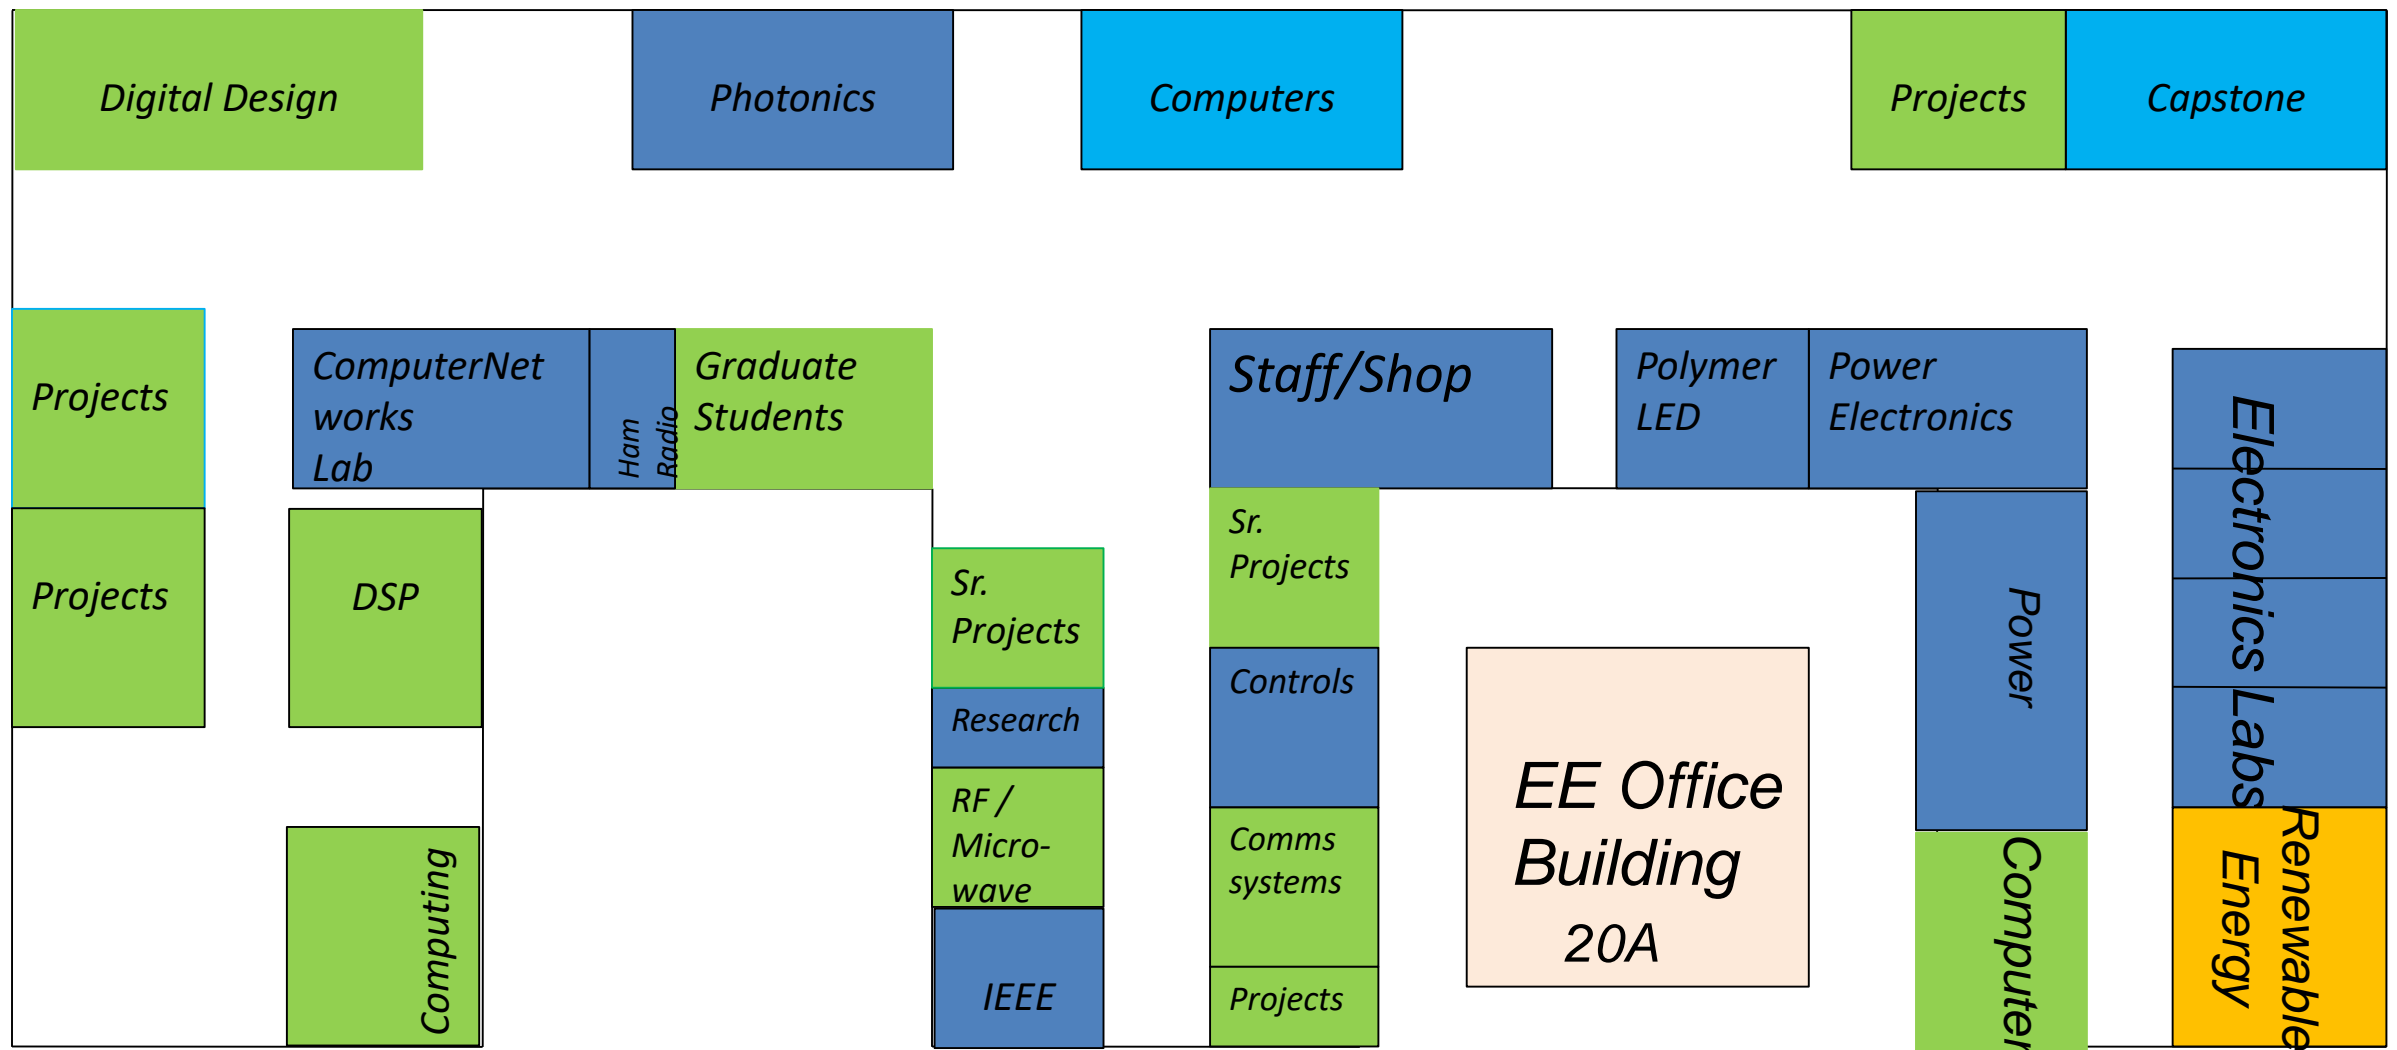 Digital Design
Photonics
Computers
Projects
Capstone
Projects
ComputerNet
works
Lab
Ham
Radio
Graduate
Students
Staff/Shop
Polymer
LED
Power
Electronics
Electronics Labs
Projects
DSP
Sr.
Projects
Sr.
Projects
Power
Research
Controls
RF /
Micro-
wave
Comms
systems
EE Office
Building
20A
Computing
IEEE
Projects
Computer
Renewable
Energy